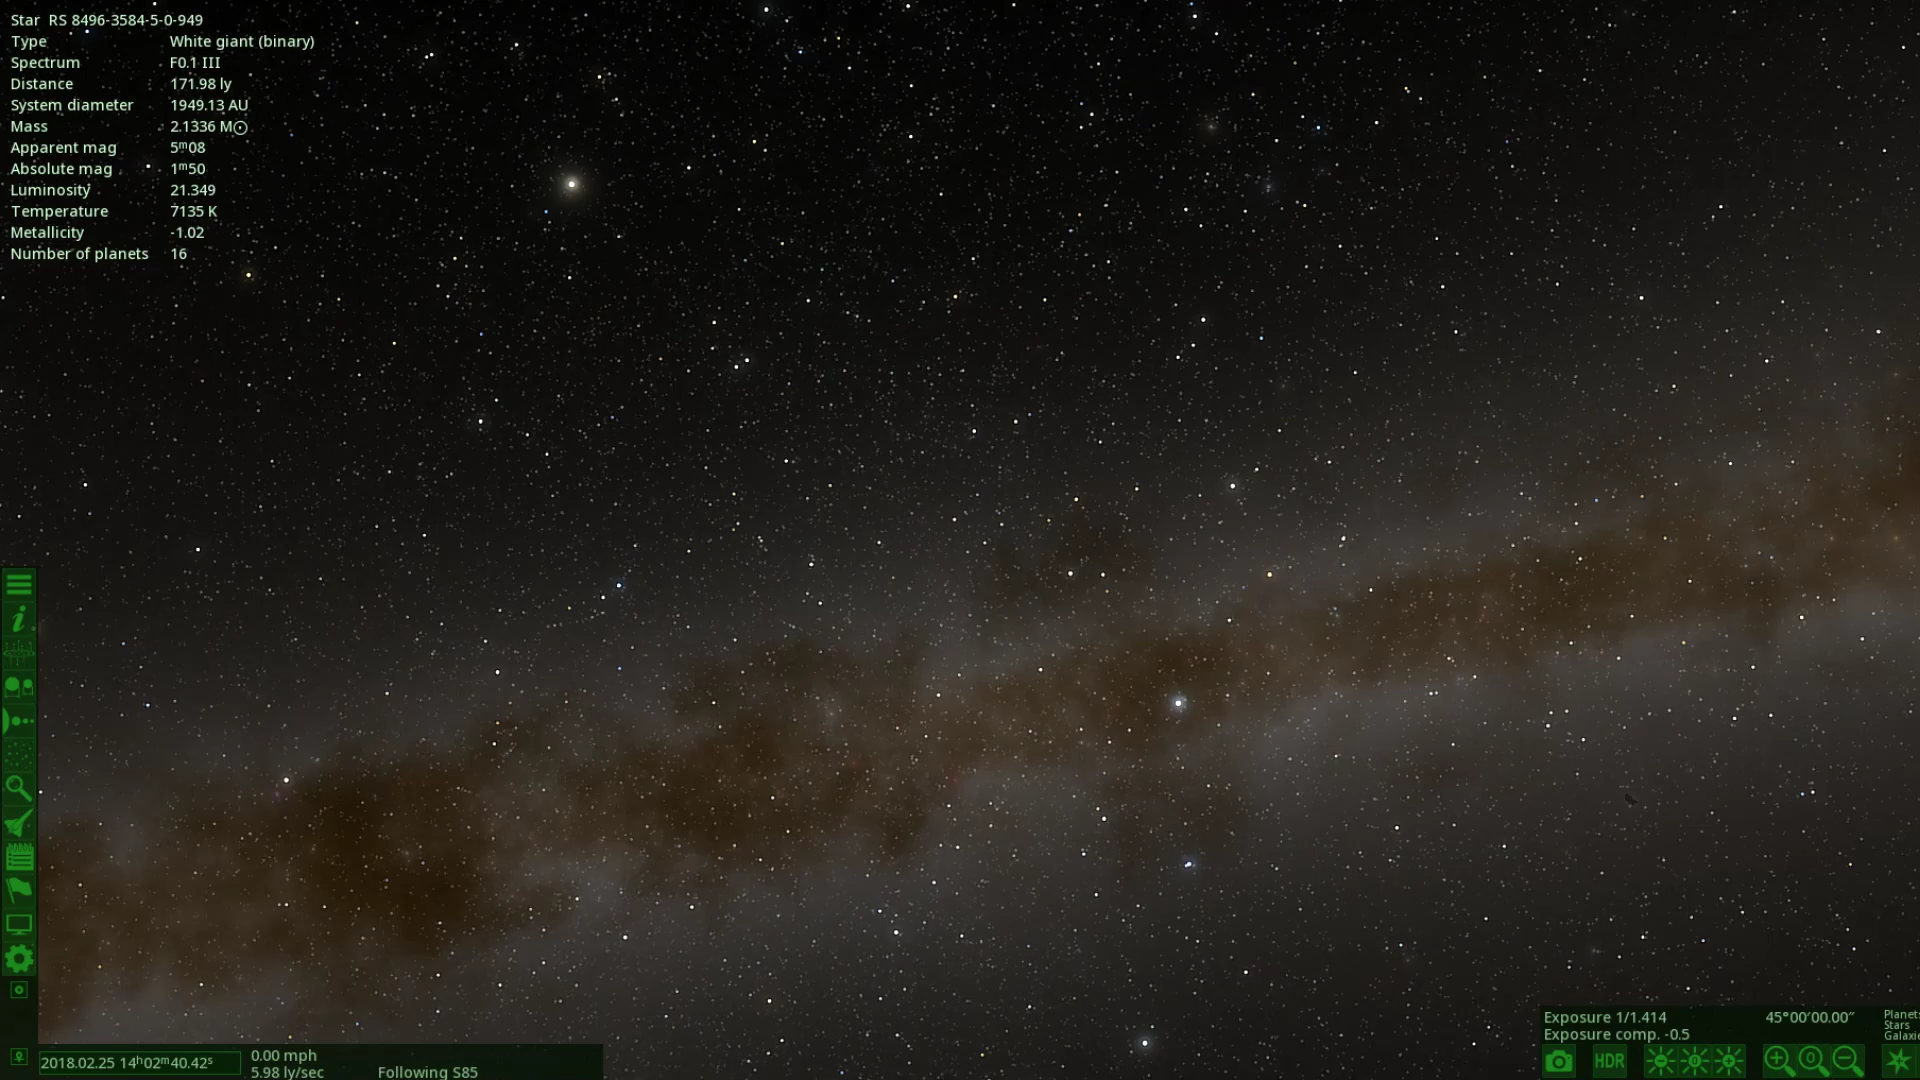 Star RS 8496-3584-5-0-949
Type White giant (binary)
Spectrum F0.1 III
Distance 171.98 ly
System diameter 1949.13 AU
Mass 2.1336 M☉
Apparent mag 5ᵐ08
Absolute mag 1ᵐ50
Luminosity 21.349
Temperature 7135 K
Metallicity -1.02
Number of planets 16
2018.02.25 14ʰ02ᵐ40.42ˢ
0.00 mph
5.98 ly/sec Following S85
Exposure 1/1.414 45°00′00.00″
Exposure comp. -0.5
Planets
Stars
Galaxie
HDR
0
0